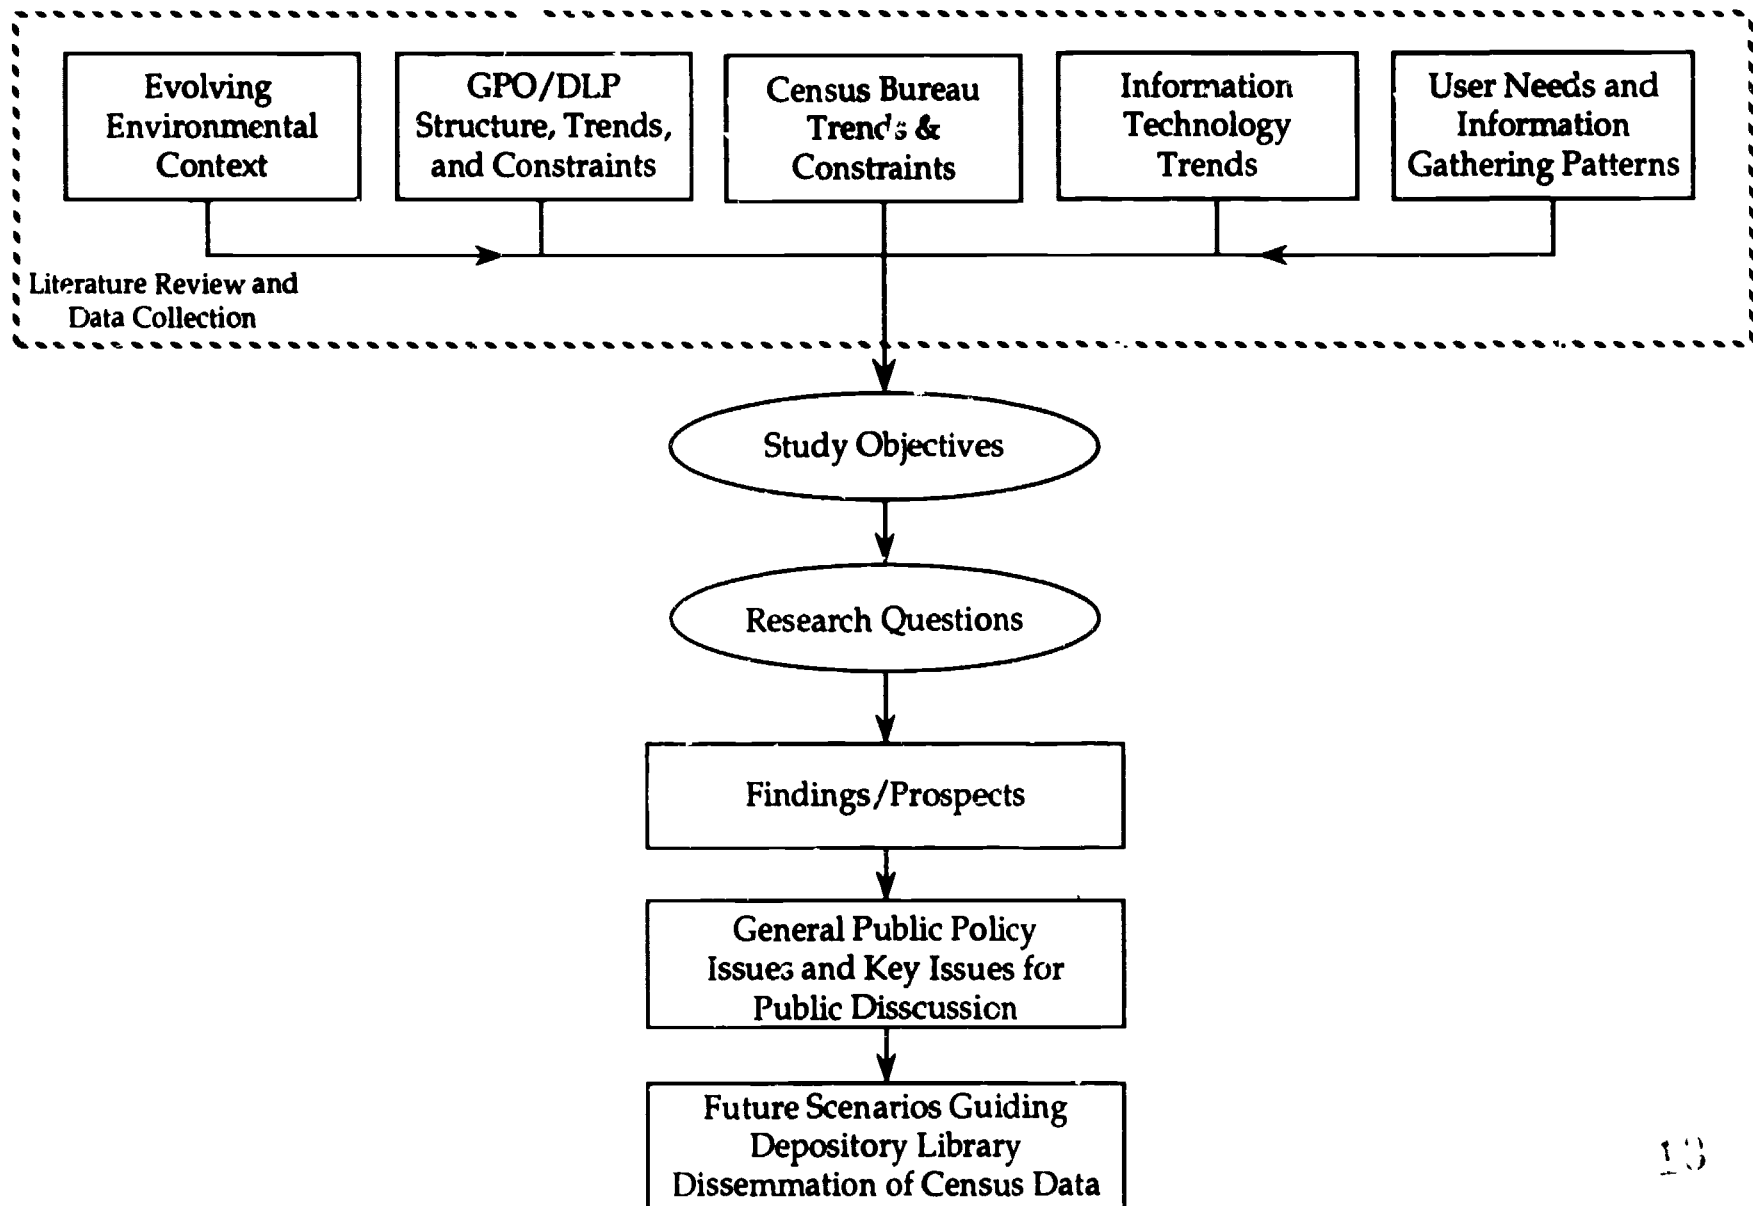 Evolving
Environmental
Context
GPO/DLP
Structure, Trends,
and Constraints
Census Bureau
Trends &
Constraints
Information
Technology
Trends
User Needs and
Information
Gathering Patterns
Literature Review and
Data Collection
Study Objectives
Research Questions
Findings/Prospects
General Public Policy
Issues and Key Issues for
Public Disscussion
Future Scenarios Guiding
Depository Library
Dissemmation of Census Data